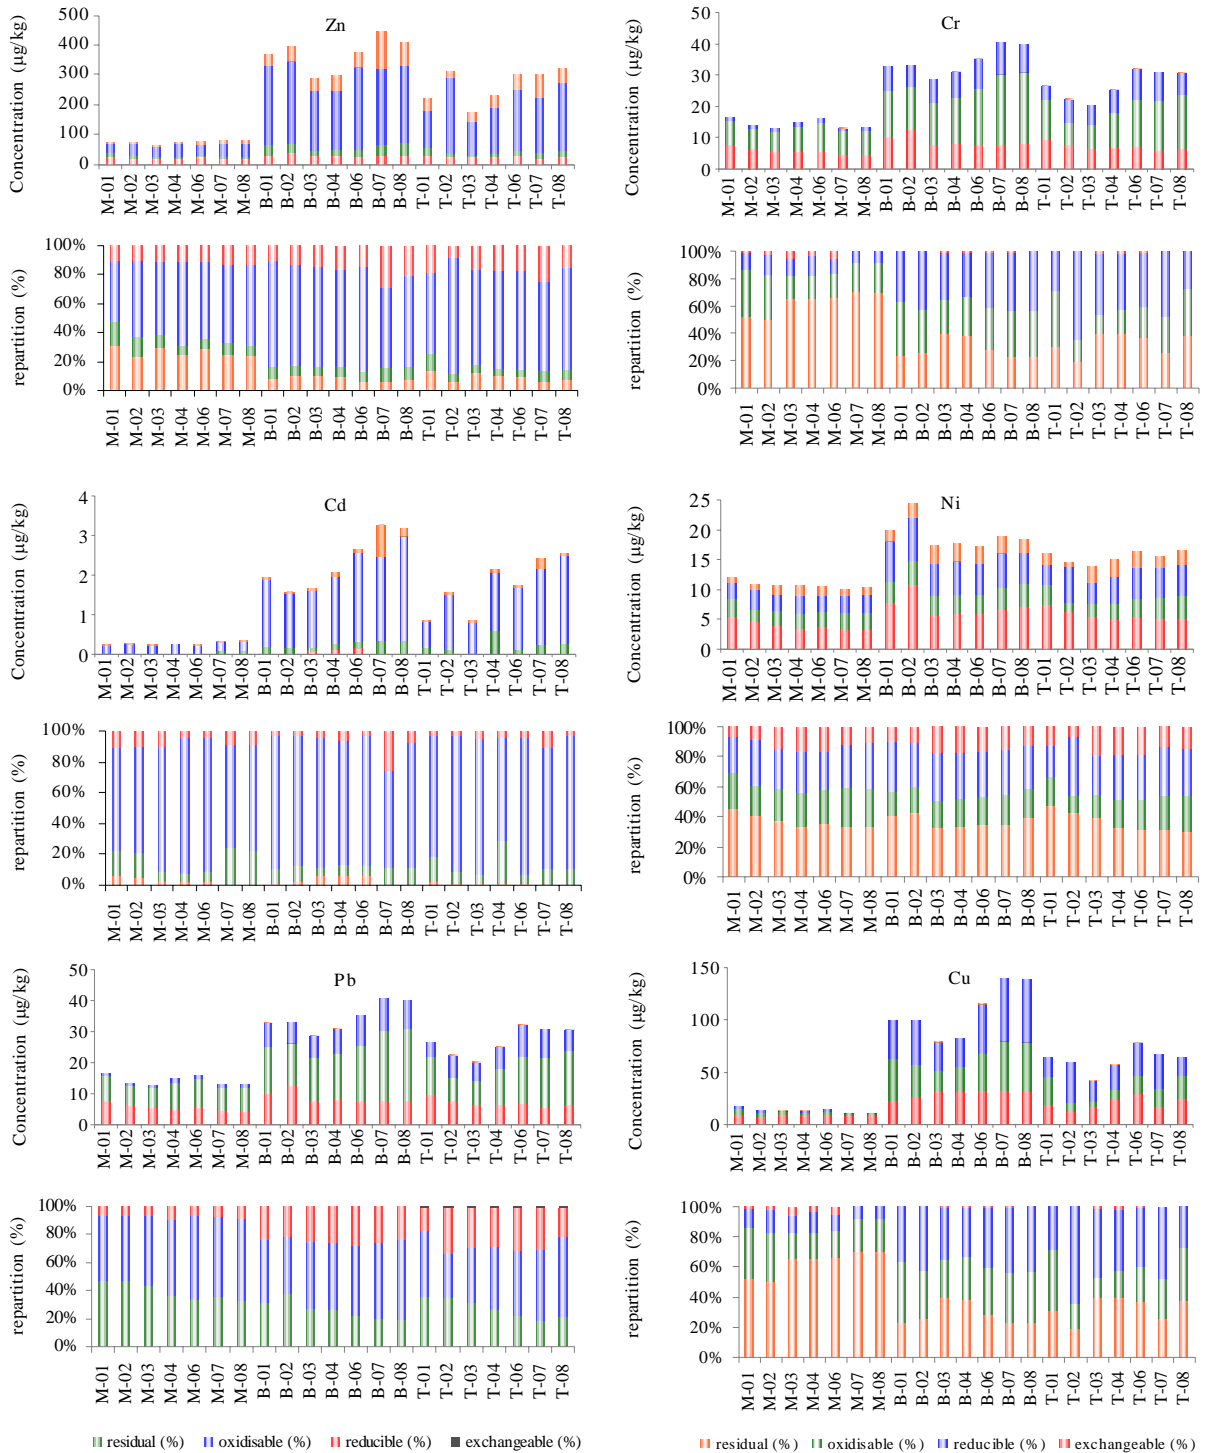 Zn
Concentration (µg/kg)
500
400
300
200
100
0
M-01 M-02 M-03 M-04 M-06 M-07 M-08 B-01 B-02 B-03 B-04 B-06 B-07 B-08 T-01 T-02 T-03 T-04 T-06 T-07 T-08
repartition (%)
100%
80%
60%
40%
20%
0%
M-01 M-02 M-03 M-04 M-06 M-07 M-08 B-01 B-02 B-03 B-04 B-06 B-07 B-08 T-01 T-02 T-03 T-04 T-06 T-07 T-08
Cr
Concentration (µg/kg)
50
40
30
20
10
0
M-01 M-02 M-03 M-04 M-06 M-07 M-08 B-01 B-02 B-03 B-04 B-06 B-07 B-08 T-01 T-02 T-03 T-04 T-06 T-07 T-08
repartition (%)
100%
80%
60%
40%
20%
0%
M-01 M-02 M-03 M-04 M-06 M-07 M-08 B-01 B-02 B-03 B-04 B-06 B-07 B-08 T-01 T-02 T-03 T-04 T-06 T-07 T-08
Cd
Concentration (µg/kg)
4
3
2
1
0
M-01 M-02 M-03 M-04 M-06 M-07 M-08 B-01 B-02 B-03 B-04 B-06 B-07 B-08 T-01 T-02 T-03 T-04 T-06 T-07 T-08
repartition (%)
100%
80%
60%
40%
20%
0%
M-01 M-02 M-03 M-04 M-06 M-07 M-08 B-01 B-02 B-03 B-04 B-06 B-07 B-08 T-01 T-02 T-03 T-04 T-06 T-07 T-08
Ni
Concentration (µg/kg)
25
20
15
10
5
0
M-01 M-02 M-03 M-04 M-06 M-07 M-08 B-01 B-02 B-03 B-04 B-06 B-07 B-08 T-01 T-02 T-03 T-04 T-06 T-07 T-08
repartition (%)
100%
80%
60%
40%
20%
0%
M-01 M-02 M-03 M-04 M-06 M-07 M-08 B-01 B-02 B-03 B-04 B-06 B-07 B-08 T-01 T-02 T-03 T-04 T-06 T-07 T-08
Pb
Concentration (µg/kg)
50
40
30
20
10
0
M-01 M-02 M-03 M-04 M-06 M-07 M-08 B-01 B-02 B-03 B-04 B-06 B-07 B-08 T-01 T-02 T-03 T-04 T-06 T-07 T-08
repartition (%)
100%
80%
60%
40%
20%
0%
M-01 M-02 M-03 M-04 M-06 M-07 M-08 B-01 B-02 B-03 B-04 B-06 B-07 B-08 T-01 T-02 T-03 T-04 T-06 T-07 T-08
residual (%) oxidisable (%) reducible (%) exchangeable (%)
Cu
Concentration (µg/kg)
150
100
50
0
M-01 M-02 M-03 M-04 M-06 M-07 M-08 B-01 B-02 B-03 B-04 B-06 B-07 B-08 T-01 T-02 T-03 T-04 T-06 T-07 T-08
repartition (%)
100%
80%
60%
40%
20%
0%
M-01 M-02 M-03 M-04 M-06 M-07 M-08 B-01 B-02 B-03 B-04 B-06 B-07 B-08 T-01 T-02 T-03 T-04 T-06 T-07 T-08
residual (%) oxidisable (%) reducible (%) exchangeable (%)